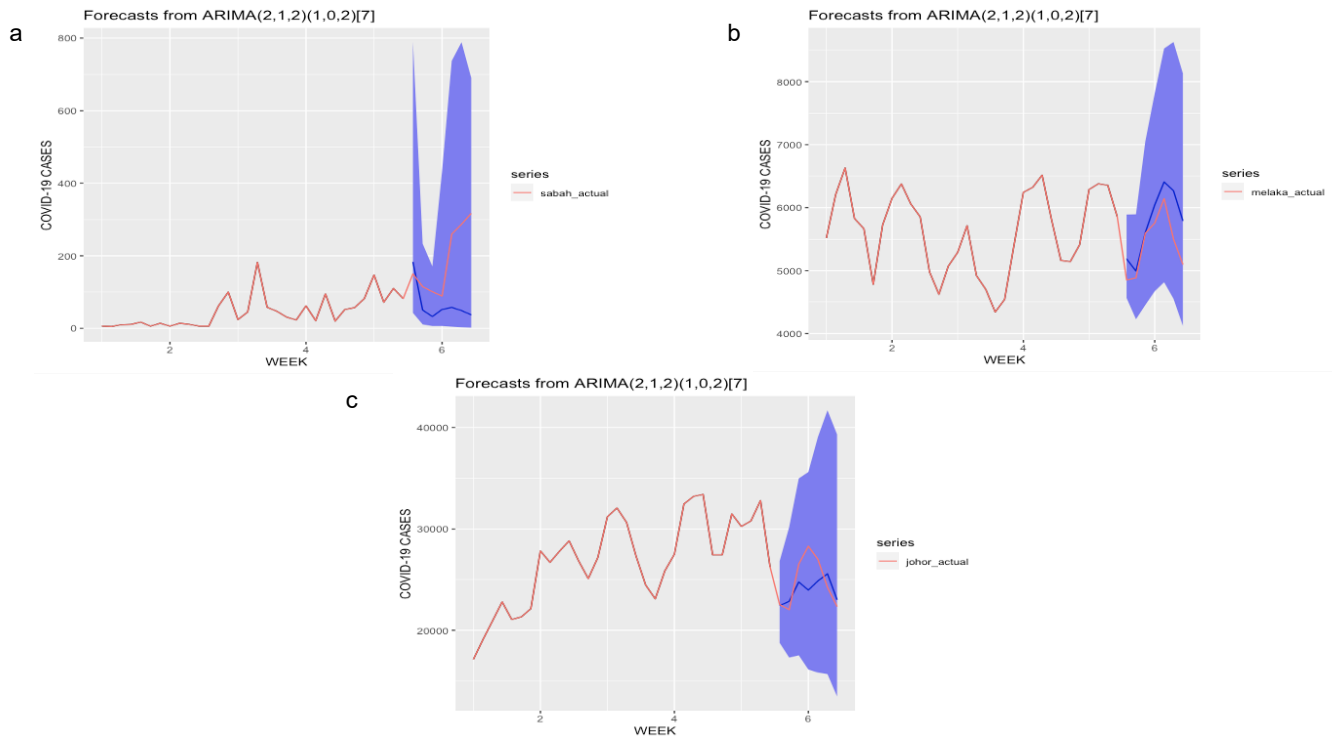 a
Forecasts from ARIMA(2,1,2)(1,0,2)[7]
800
600
400
200
0
COVID-19 CASES
2
4
6
WEEK
series
sabah_actual
b
Forecasts from ARIMA(2,1,2)(1,0,2)[7]
8000
7000
6000
5000
4000
COVID-19 CASES
2
4
6
WEEK
series
melaka_actual
c
Forecasts from ARIMA(2,1,2)(1,0,2)[7]
40000
30000
20000
COVID-19 CASES
2
4
6
WEEK
series
johor_actual